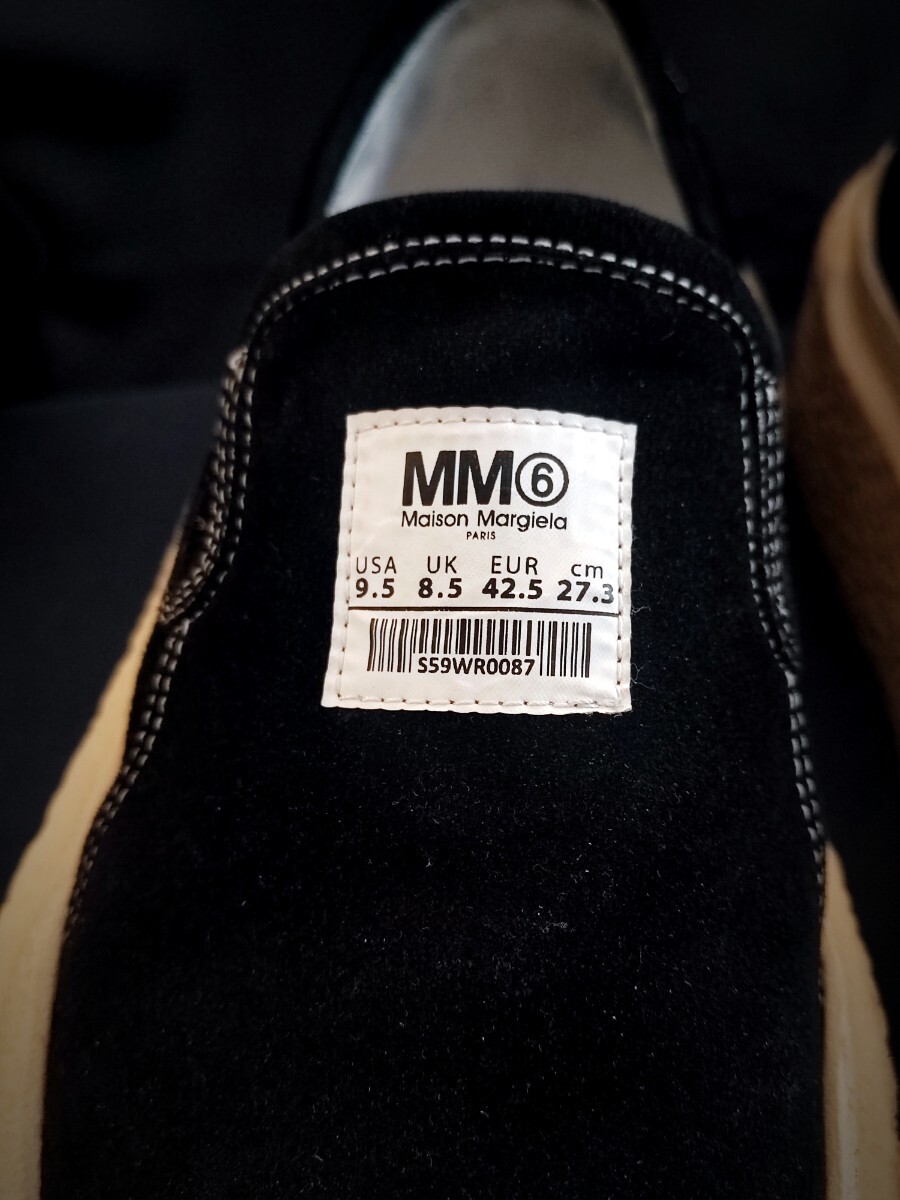 MM⑥
Maison Margiela
PARIS
USA UK EUR cm
9.5 8.5 42.5 27.3
S59WR0087